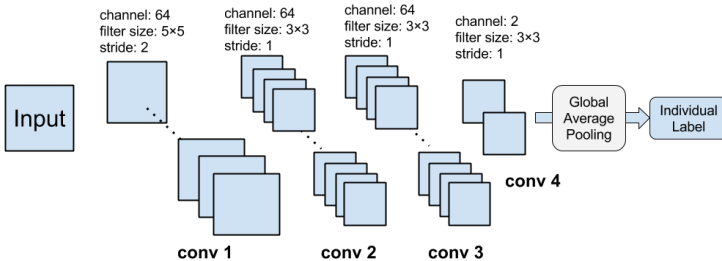 channel: 64
filter size: 5×5
stride: 2
channel: 64
filter size: 3×3
stride: 1
channel: 64
filter size: 3×3
stride: 1
channel: 2
filter size: 3×3
stride: 1
Input
Global
Average
Pooling
Individual
Label
conv 1
conv 2
conv 3
conv 4